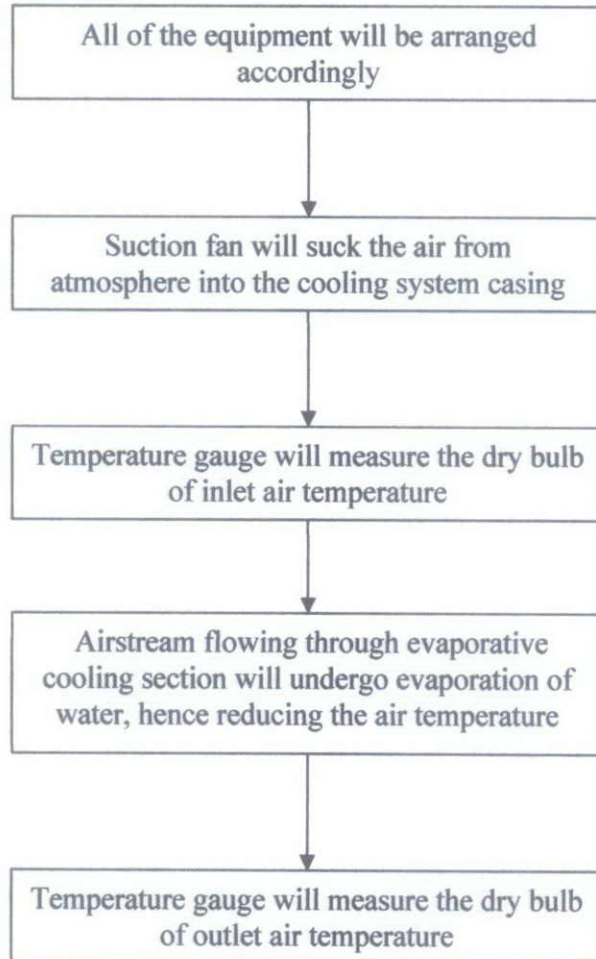 All of the equipment will be arranged
accordingly
Suction fan will suck the air from
atmosphere into the cooling system casing
Temperature gauge will measure the dry bulb
of inlet air temperature
Airstream flowing through evaporative
cooling section will undergo evaporation of
water, hence reducing the air temperature
Temperature gauge will measure the dry bulb
of outlet air temperature